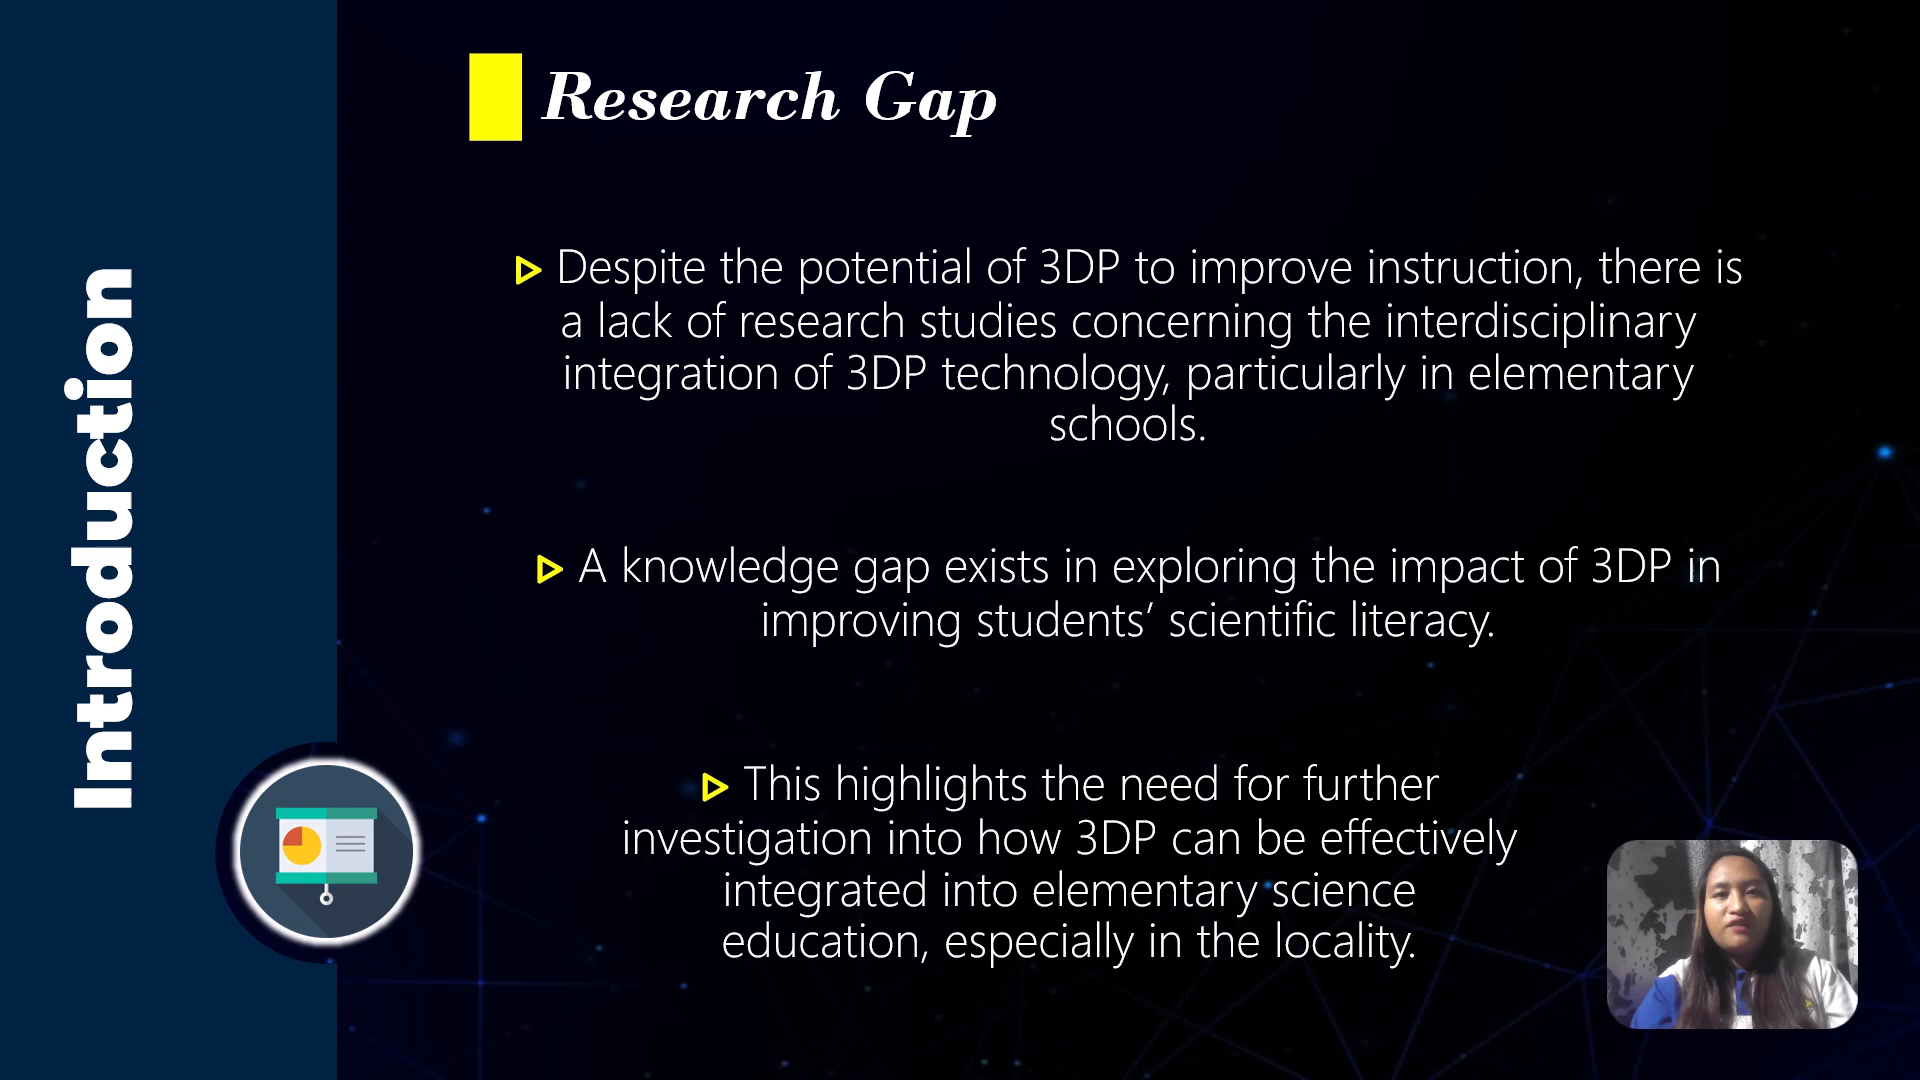 Introduction
Research Gap
Despite the potential of 3DP to improve instruction, there is
a lack of research studies concerning the interdisciplinary
integration of 3DP technology, particularly in elementary
schools.
A knowledge gap exists in exploring the impact of 3DP in
improving students’ scientific literacy.
This highlights the need for further
investigation into how 3DP can be effectively
integrated into elementary science
education, especially in the locality.